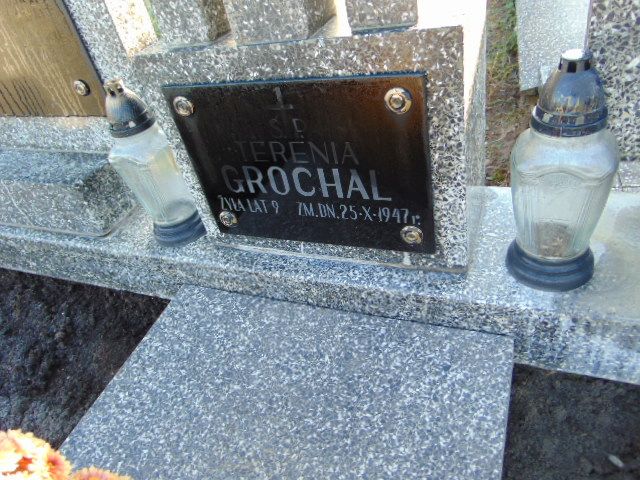 Ś.P.
TERENIA
GROCHAL
ŻYŁA LAT 9 ZM.DN.25-X-1947 r.